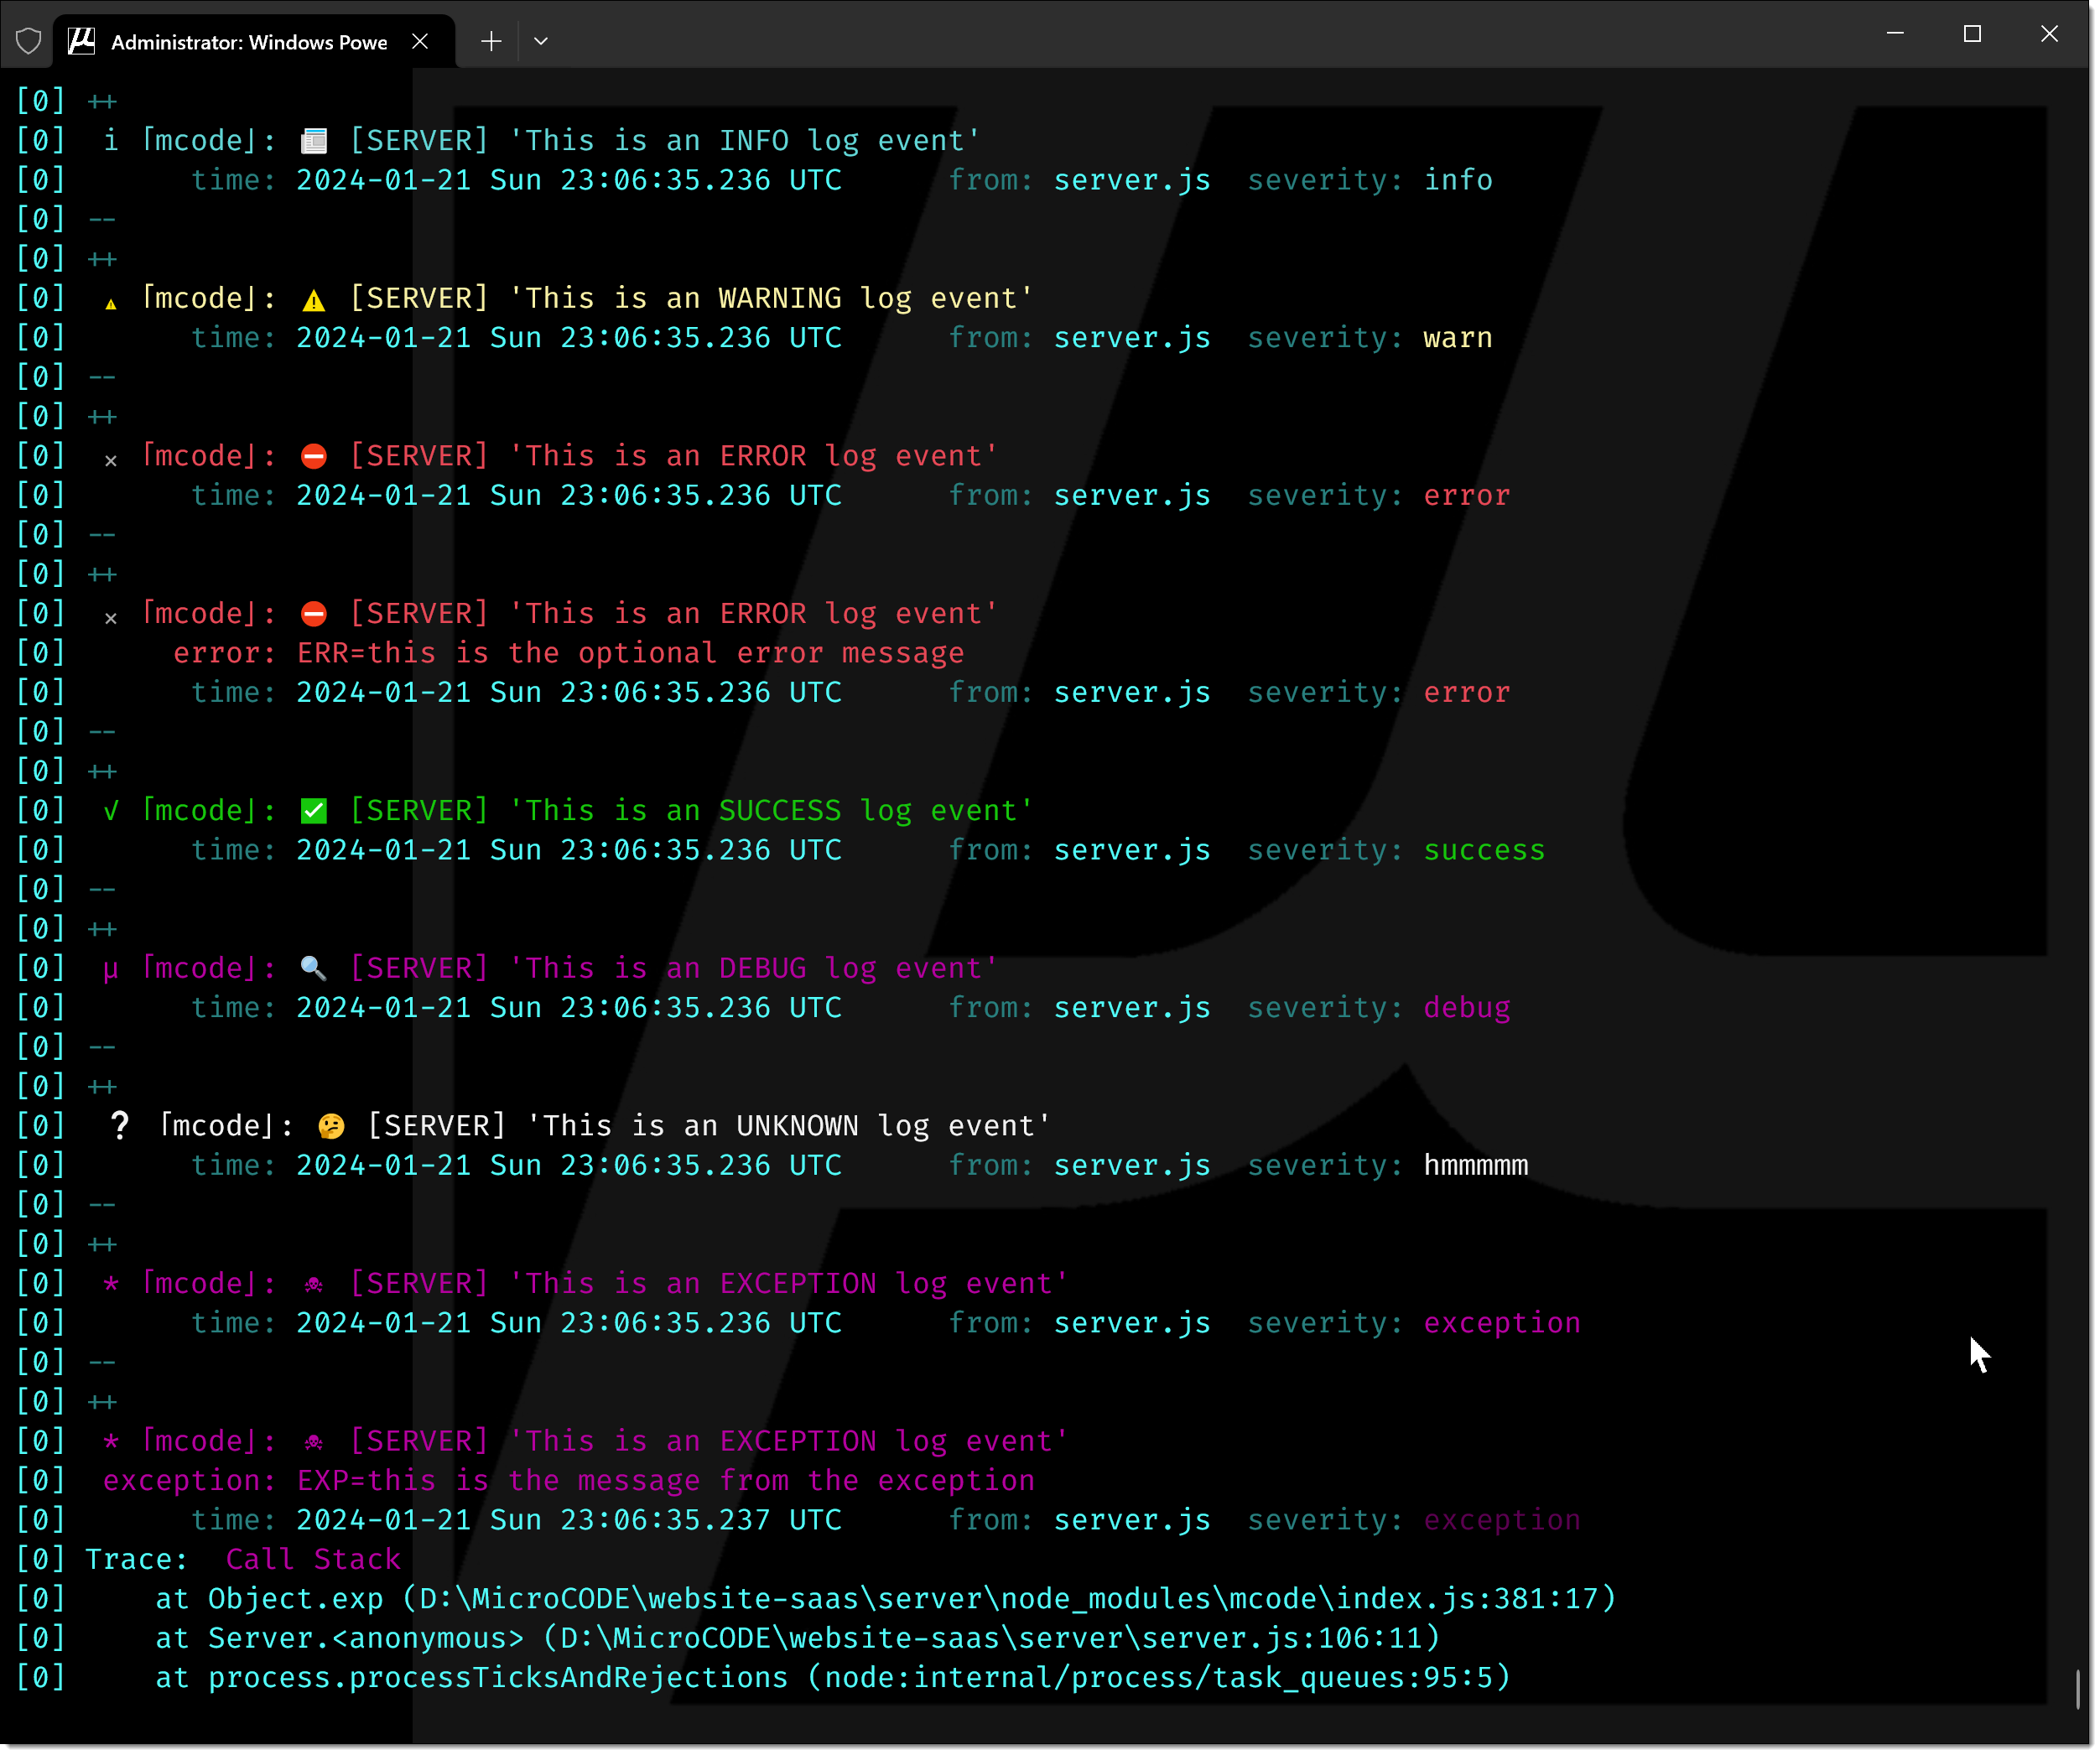 Administrator: Windows Powe
[0] ++
[0]  i ⌈mcode⌋: 📰 [SERVER] 'This is an INFO log event'
[0]       time: 2024-01-21 Sun 23:06:35.236 UTC      from: server.js  severity: info
[0] --
[0] ++
[0]  ⚠ ⌈mcode⌋: ⚠️ [SERVER] 'This is an WARNING log event'
[0]       time: 2024-01-21 Sun 23:06:35.236 UTC      from: server.js  severity: warn
[0] --
[0] ++
[0]  × ⌈mcode⌋: ⛔ [SERVER] 'This is an ERROR log event'
[0]       time: 2024-01-21 Sun 23:06:35.236 UTC      from: server.js  severity: error
[0] --
[0] ++
[0]  × ⌈mcode⌋: ⛔ [SERVER] 'This is an ERROR log event'
[0]      error: ERR=this is the optional error message
[0]       time: 2024-01-21 Sun 23:06:35.236 UTC      from: server.js  severity: error
[0] --
[0] ++
[0]  √ ⌈mcode⌋: ✅ [SERVER] 'This is an SUCCESS log event'
[0]       time: 2024-01-21 Sun 23:06:35.236 UTC      from: server.js  severity: success
[0] --
[0] ++
[0]  µ ⌈mcode⌋: 🔍 [SERVER] 'This is an DEBUG log event'
[0]       time: 2024-01-21 Sun 23:06:35.236 UTC      from: server.js  severity: debug
[0] --
[0] ++
[0]  ? ⌈mcode⌋: 🤔 [SERVER] 'This is an UNKNOWN log event'
[0]       time: 2024-01-21 Sun 23:06:35.236 UTC      from: server.js  severity: hmmmmm
[0] --
[0] ++
[0]  * ⌈mcode⌋: ☠ [SERVER] 'This is an EXCEPTION log event'
[0]       time: 2024-01-21 Sun 23:06:35.236 UTC      from: server.js  severity: exception
[0] --
[0] ++
[0]  * ⌈mcode⌋: ☠ [SERVER] 'This is an EXCEPTION log event'
[0]  exception: EXP=this is the message from the exception
[0]       time: 2024-01-21 Sun 23:06:35.237 UTC      from: server.js  severity: exception
[0] Trace:  Call Stack
[0]     at Object.exp (D:\MicroCODE\website-saas\server\node_modules\mcode\index.js:381:17)
[0]     at Server.<anonymous> (D:\MicroCODE\website-saas\server\server.js:106:11)
[0]     at process.processTicksAndRejections (node:internal/process/task_queues:95:5)